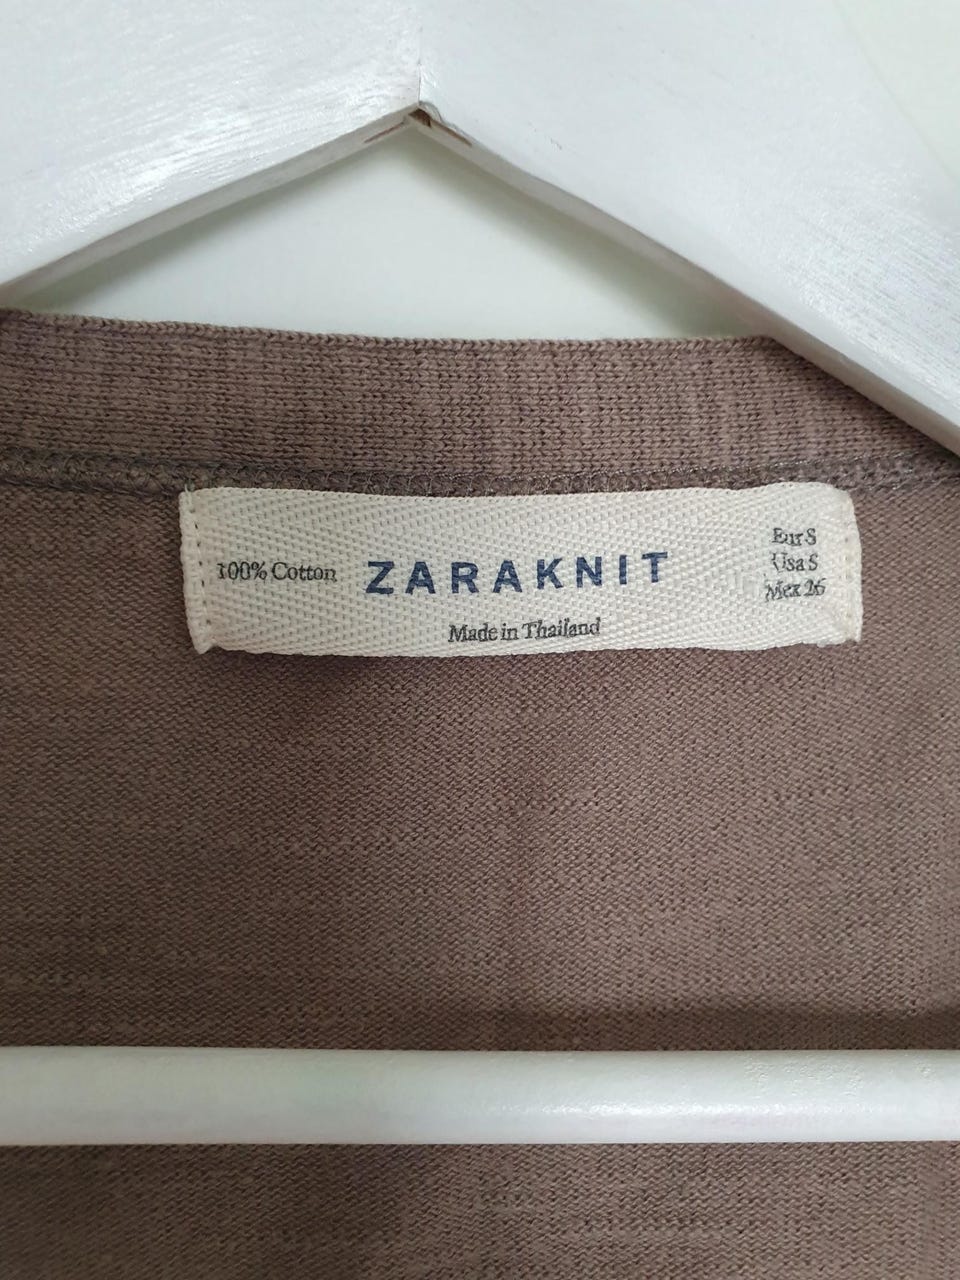 100% Cotton
ZARAKNIT
Made in Thailand
Eur S
Usa S
Mex 26